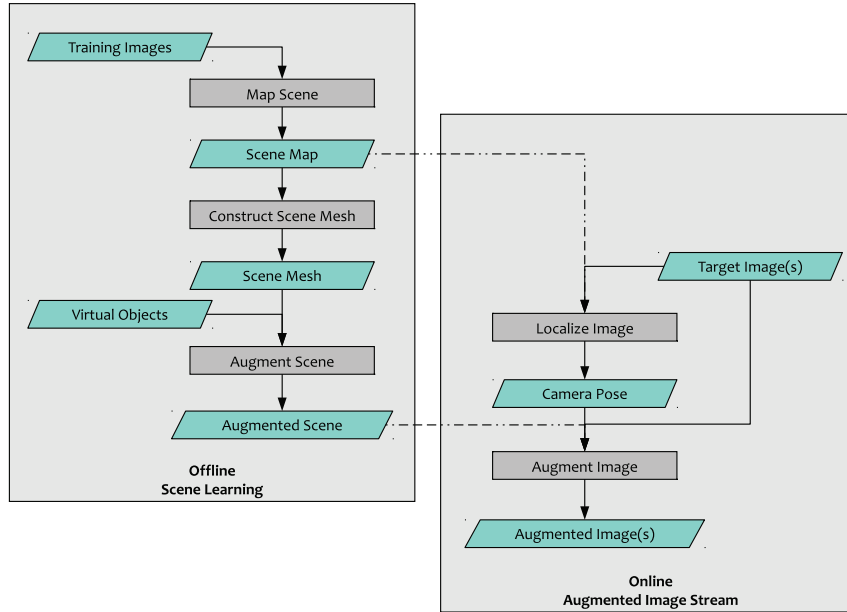 Training Images
Map Scene
Scene Map
Construct Scene Mesh
Scene Mesh
Virtual Objects
Augment Scene
Augmented Scene
Offline
Scene Learning
Target Image(s)
Localize Image
Camera Pose
Augment Image
Augmented Image(s)
Online
Augmented Image Stream